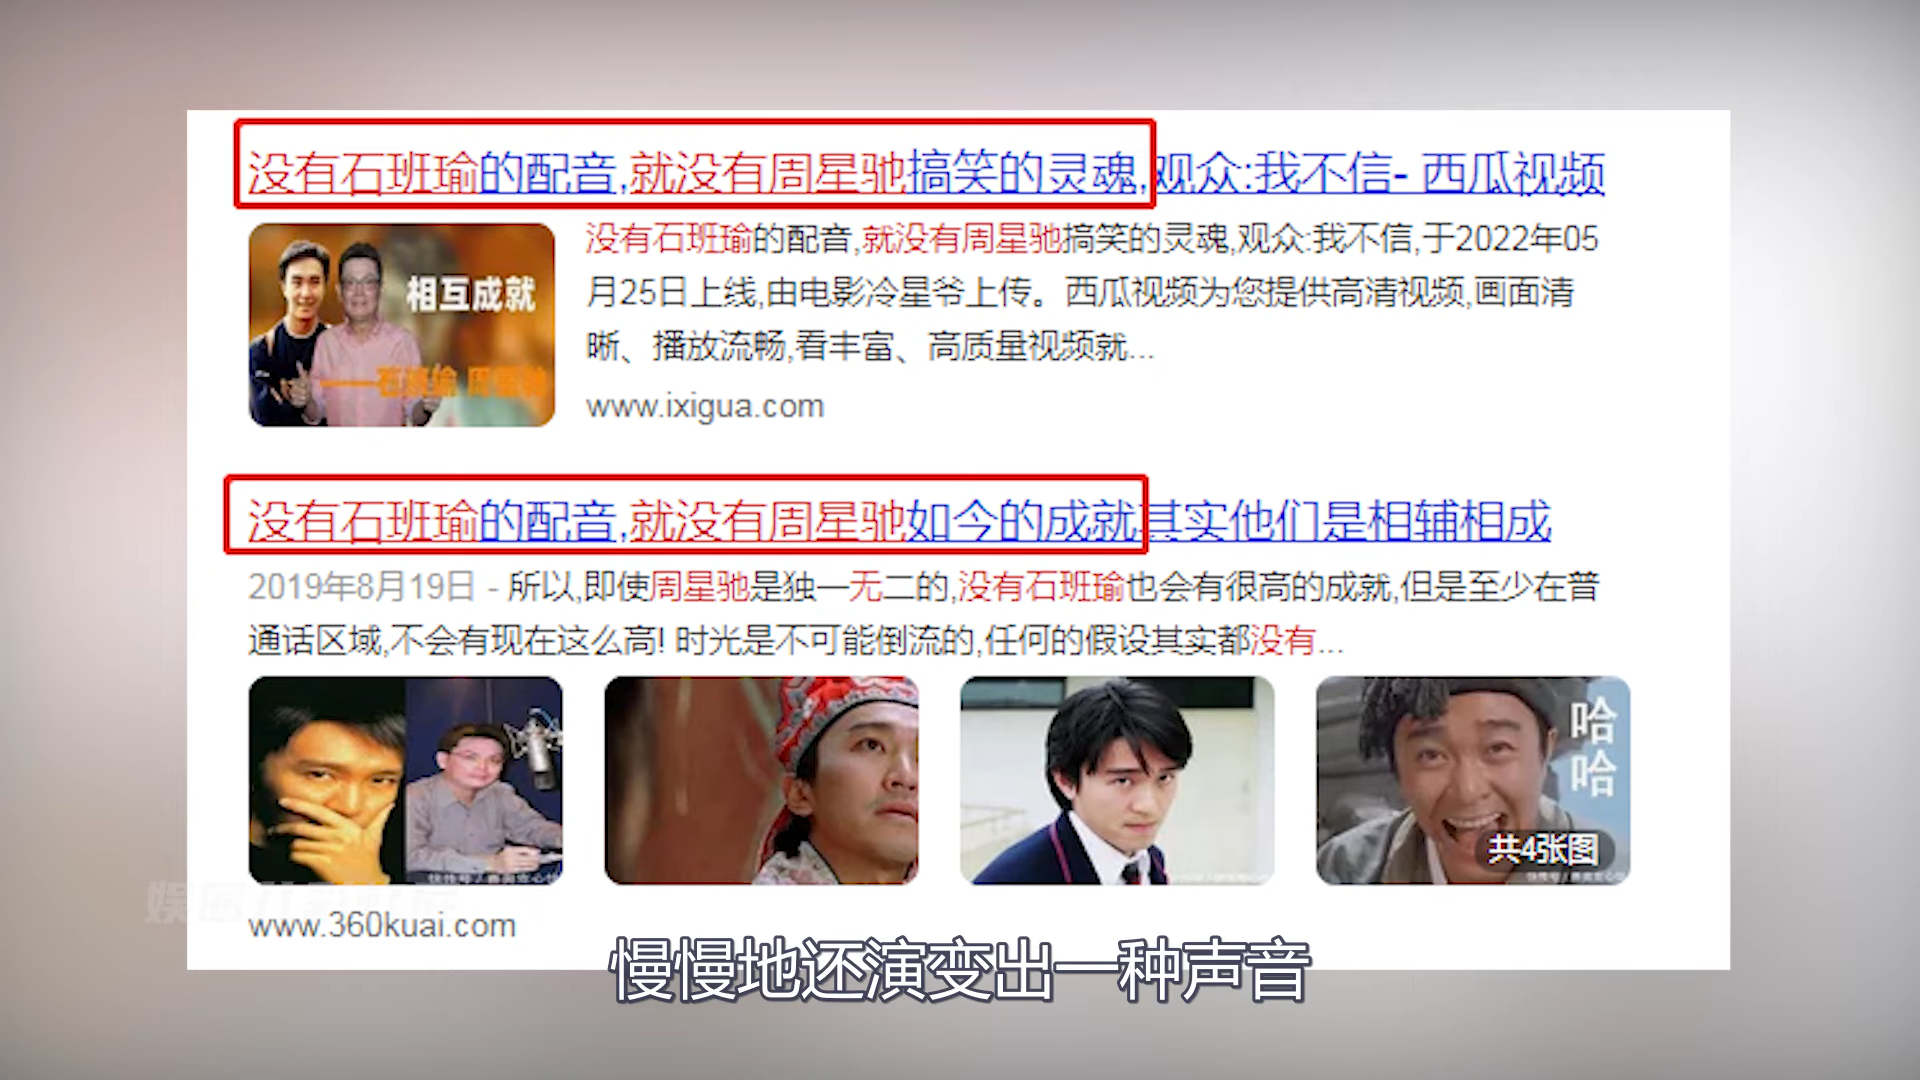 没有石班瑜的配音,就没有周星驰搞笑的灵魂,观众:我不信- 西瓜视频
相互成就
没有石班瑜的配音,就没有周星驰搞笑的灵魂,观众:我不信,于2022年05
月25日上线,由电影冷星爷上传。西瓜视频为您提供高清视频,画面清
晰、播放流畅,看丰富、高质量视频就...
www.ixigua.com
没有石班瑜的配音,就没有周星驰如今的成就其实他们是相辅相成
2019年8月19日 - 所以,即使周星驰是独一无二的,没有石班瑜也会有很高的成就,但是至少在普
通话区域,不会有现在这么高! 时光是不可能倒流的,任何的假设其实都没有...
哈
哈
共4张图
www.360kuai.com
慢慢地还演变出一种声音